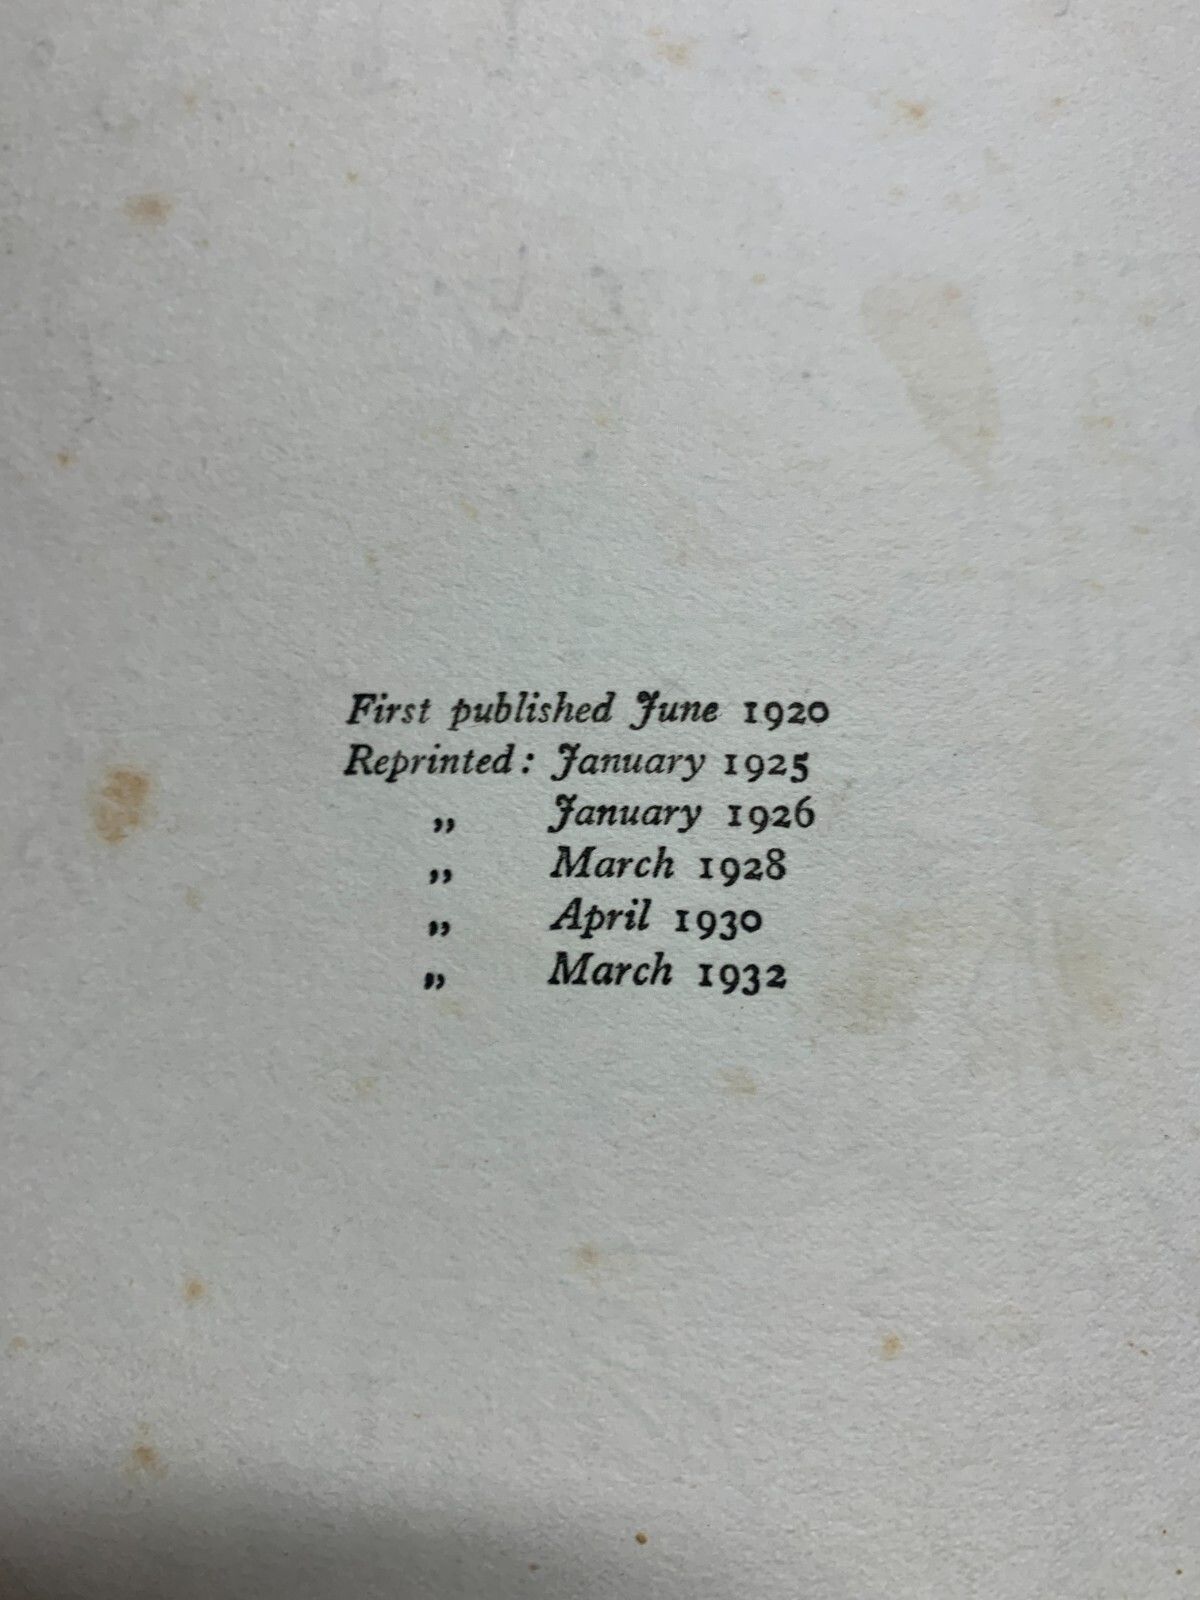 First published June 1920
Reprinted: January 1925
„ January 1926
„ March 1928
„ April 1930
„ March 1932